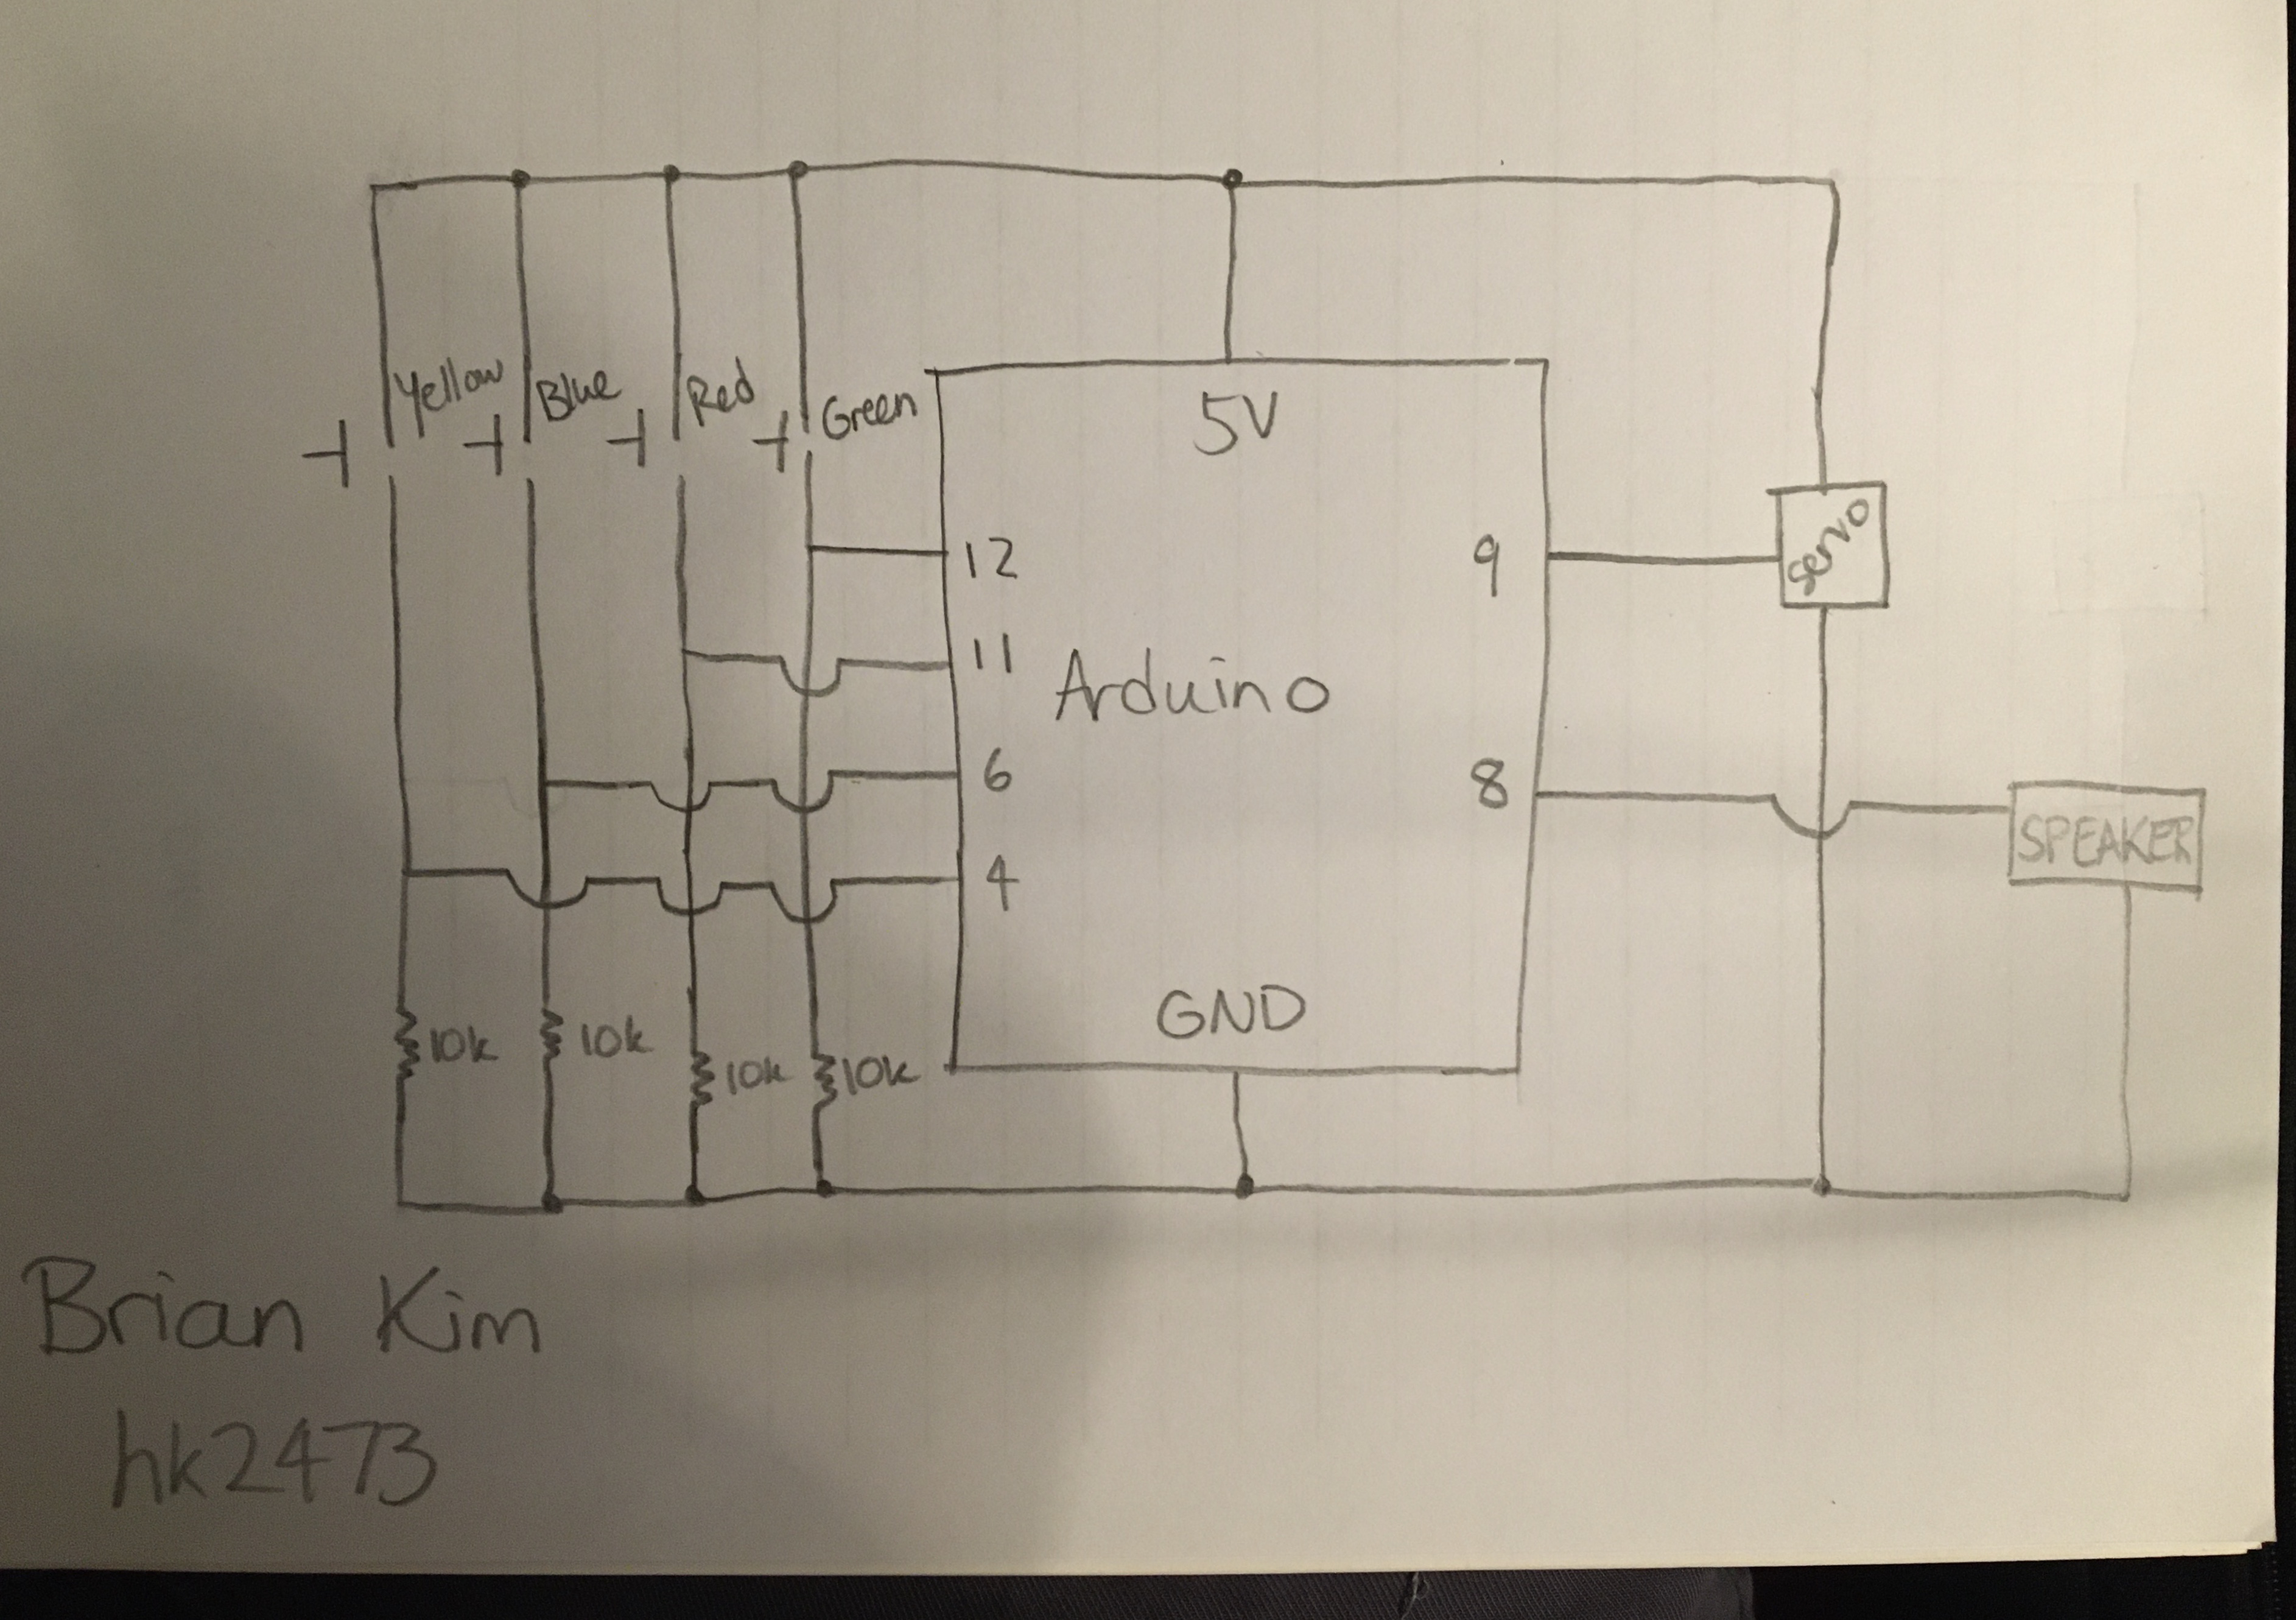 Yellow Blue Red Green
5V
12
9
11
Arduino
6
8
4
servo
SPEAKER
GND
10k 10k 10k 10k
Brian Kim
hk2473